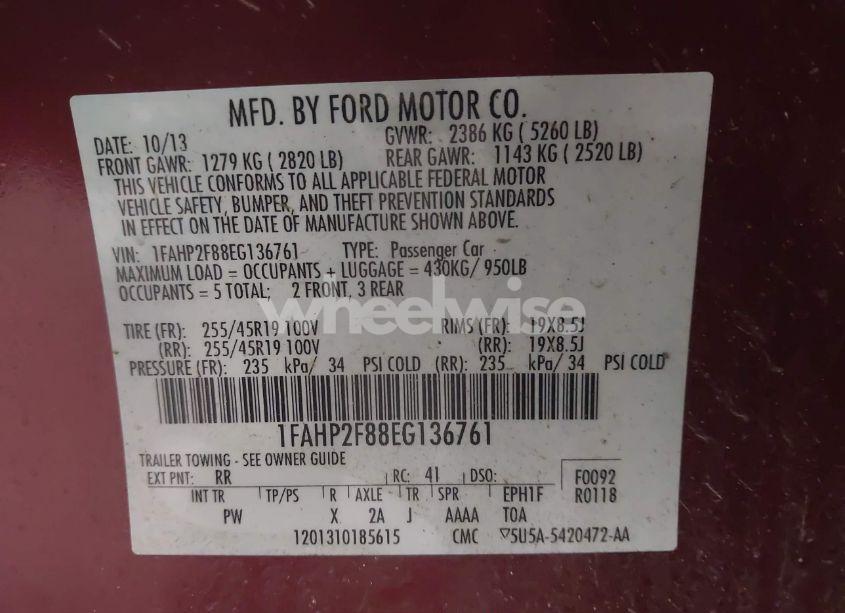 MFD. BY FORD MOTOR CO.
DATE: 10/13 GVWR: 2386 KG ( 5260 LB)
FRONT GAWR: 1279 KG ( 2820 LB) REAR GAWR: 1143 KG ( 2520 LB)
THIS VEHICLE CONFORMS TO ALL APPLICABLE FEDERAL MOTOR
VEHICLE SAFETY, BUMPER, AND THEFT PREVENTION STANDARDS
IN EFFECT ON THE DATE OF MANUFACTURE SHOWN ABOVE.
VIN: 1FAHP2F88EG136761 TYPE: Passenger Car
MAXIMUM LOAD = OCCUPANTS + LUGGAGE = 430KG/ 950LB
OCCUPANTS = 5 TOTAL; 2 FRONT, 3 REAR
wheelwise
TIRE (FR): 255/45R19 100V RIMS (FR): 19X8.5J
(RR): 255/45R19 100V (RR): 19X8.5J
PRESSURE (FR): 235 kPa/ 34 PSI COLD (RR): 235 kPa/ 34 PSI COLD
1FAHP2F88EG136761
TRAILER TOWING - SEE OWNER GUIDE
EXT PNT: RR RC: 41 DSO: F0092
INT TR TP/PS R AXLE TR SPR EPH1F R0118
PW X 2A J AAAA TOA
1201310185615 CMC ▽5U5A-5420472-AA